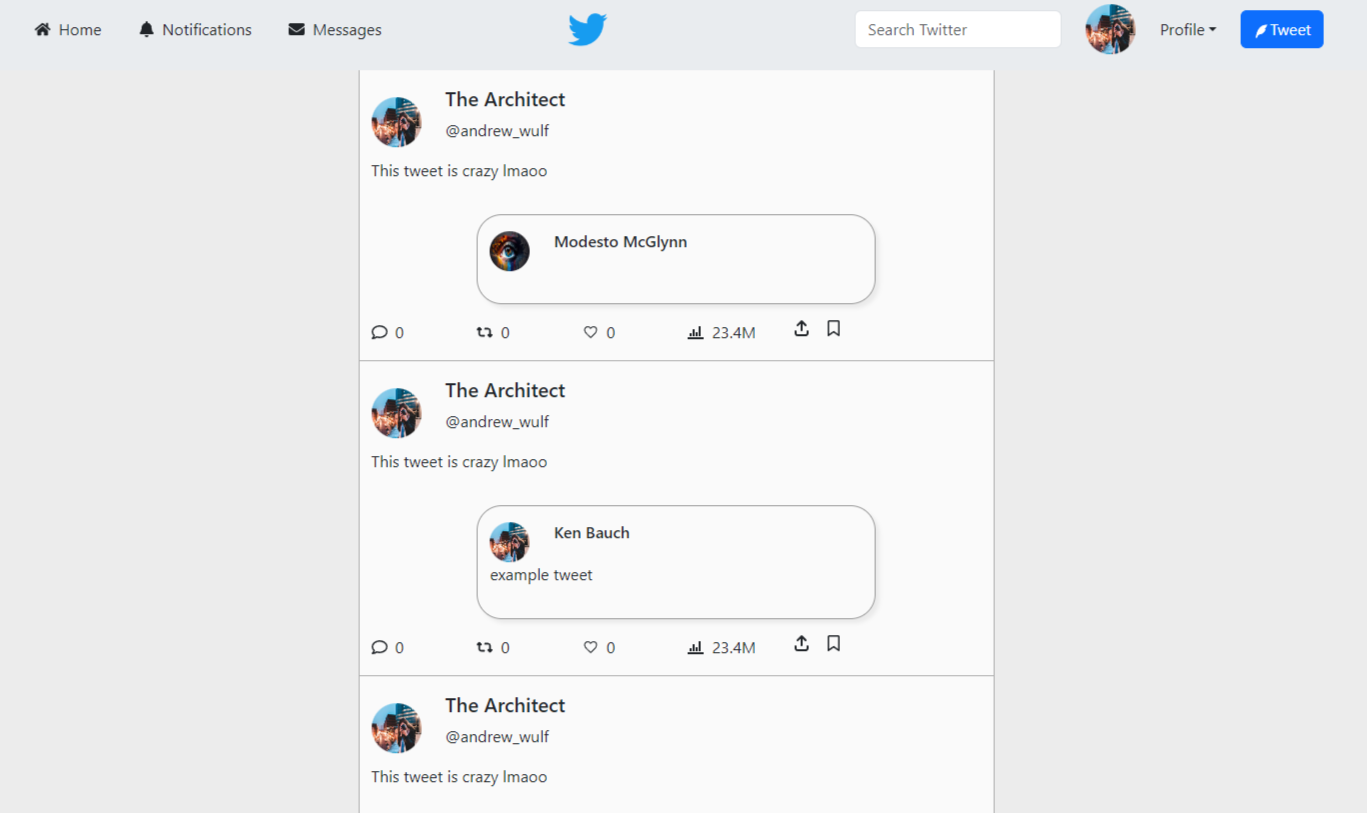 Home Notifications Messages Search Twitter Profile Tweet
The Architect
@andrew_wulf
This tweet is crazy lmaoo
Modesto McGlynn
0 0 0 23.4M
The Architect
@andrew_wulf
This tweet is crazy lmaoo
Ken Bauch
example tweet
0 0 0 23.4M
The Architect
@andrew_wulf
This tweet is crazy lmaoo